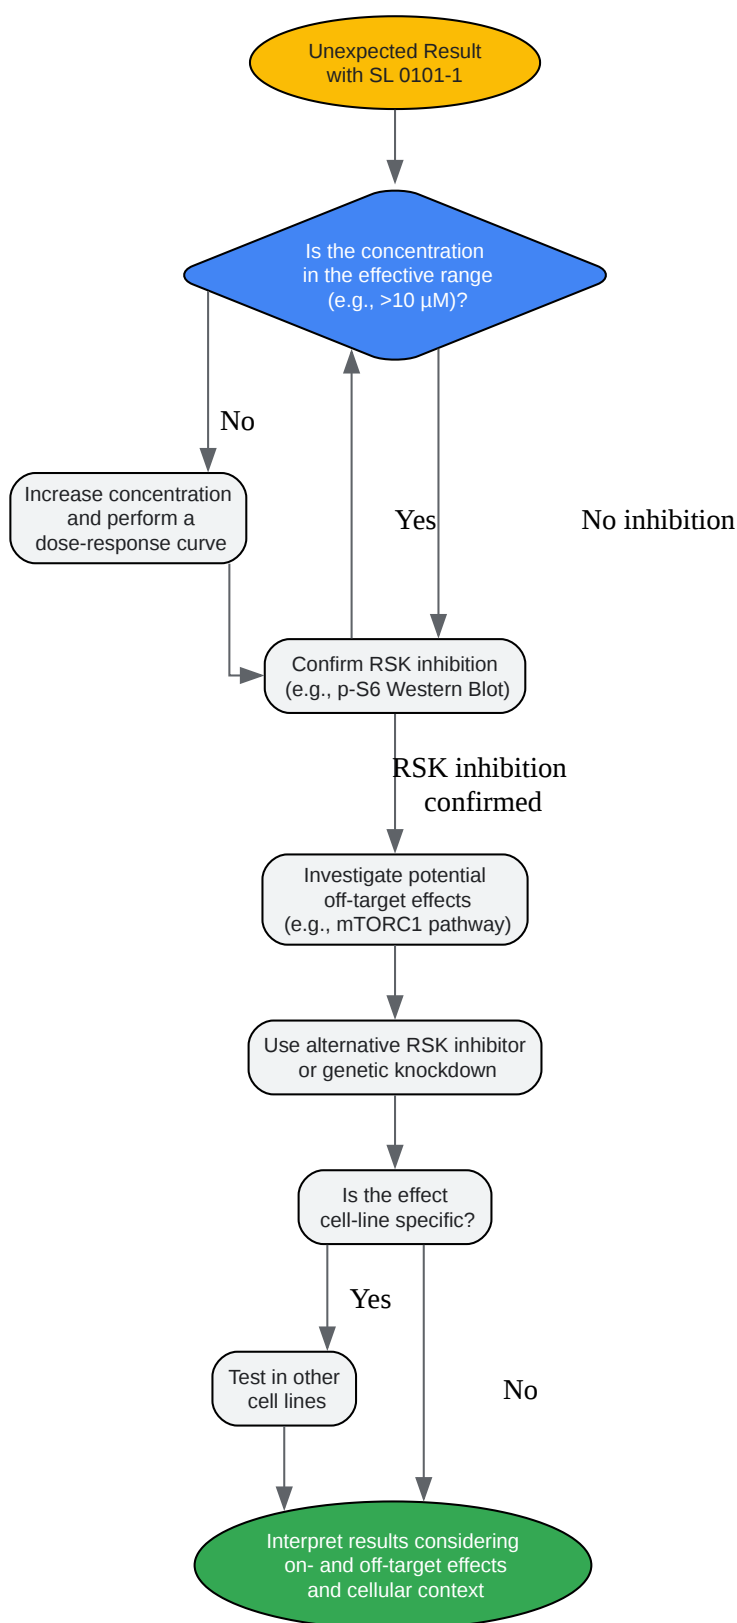 Unexpected Result
with SL 0101-1
Is the concentration
in the effective range
(e.g., >10 µM)?
No
Increase concentration
and perform a
dose-response curve
Yes
No inhibition
Confirm RSK inhibition
(e.g., p-S6 Western Blot)
RSK inhibition
confirmed
Investigate potential
off-target effects
(e.g., mTORC1 pathway)
Use alternative RSK inhibitor
or genetic knockdown
Is the effect
cell-line specific?
Yes
Test in other
cell lines
No
Interpret results considering
on- and off-target effects
and cellular context